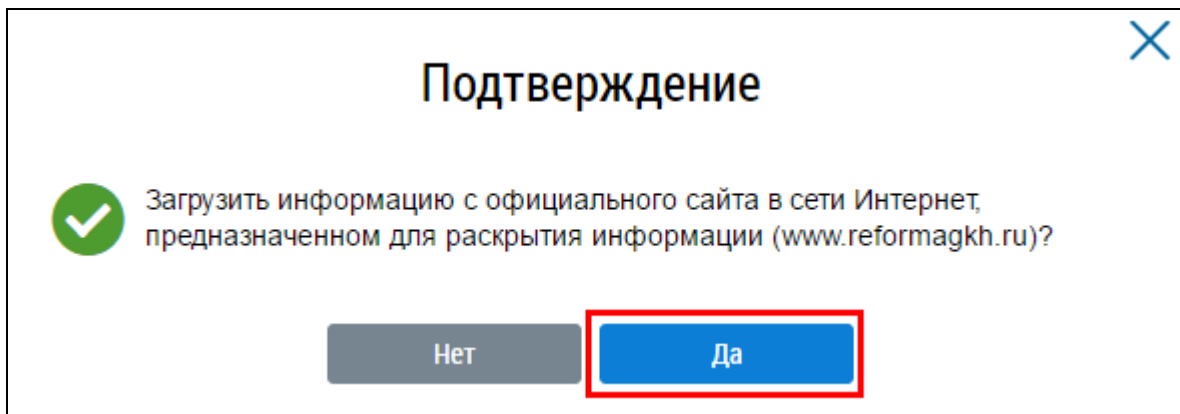 Подтверждение
Загрузить информацию с официального сайта в сети Интернет,
предназначенном для раскрытия информации (www.reformagkh.ru)?
Нет
Да